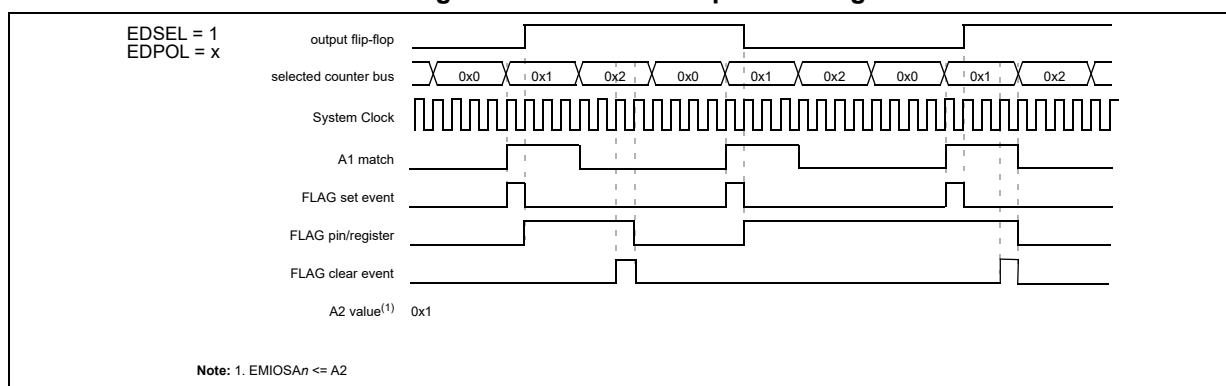 EDSEL = 1
EDPOL = x
output flip-flop
selected counter bus
0x0 0x1 0x2 0x0 0x1 0x2 0x0 0x1 0x2
System Clock
A1 match
FLAG set event
FLAG pin/register
FLAG clear event
A2 value(1) 0x1
Note: 1. EMIOSAn <= A2